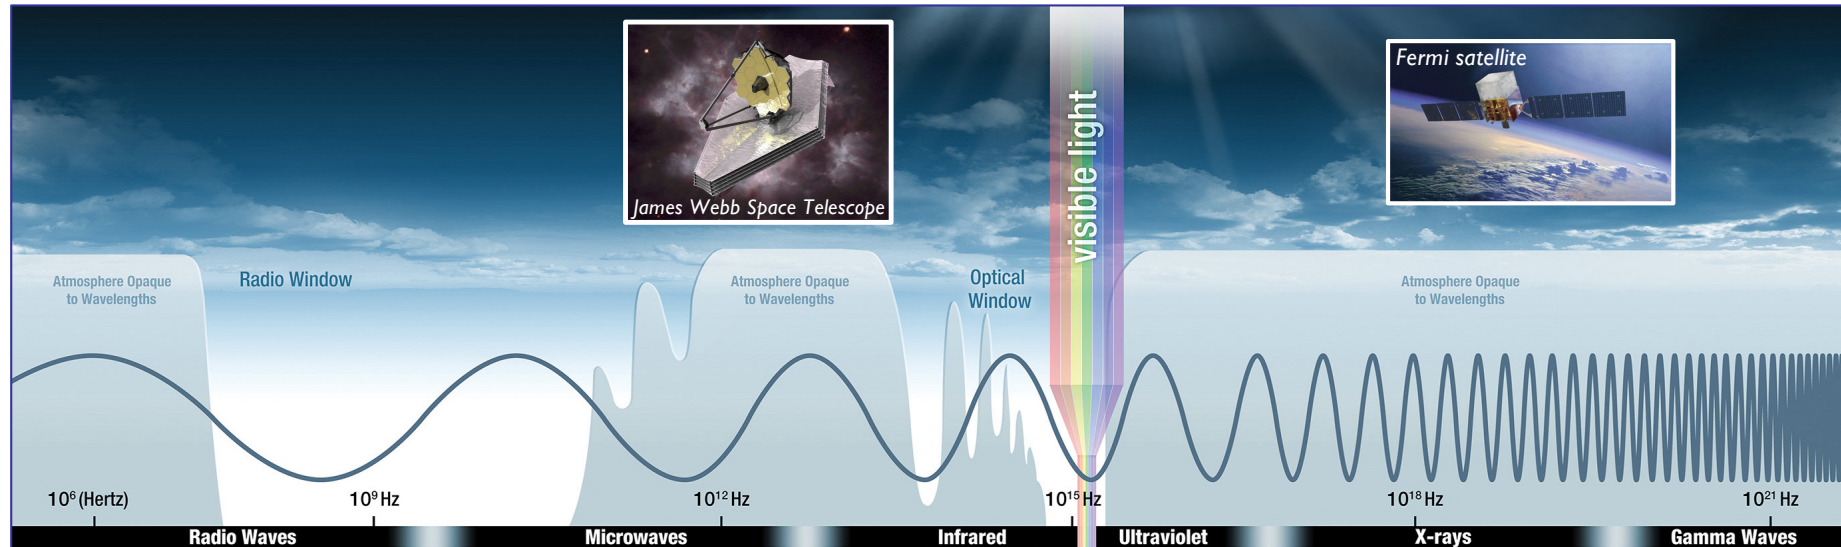 James Webb Space Telescope
Fermi satellite
visible light
Atmosphere Opaque
to Wavelengths
Radio Window
Atmosphere Opaque
to Wavelengths
Optical
Window
Atmosphere Opaque
to Wavelengths
10⁶ (Hertz)
10⁹ Hz
10¹² Hz
10¹⁵ Hz
10¹⁸ Hz
10²¹ Hz
Radio Waves
Microwaves
Infrared
Ultraviolet
X-rays
Gamma Waves